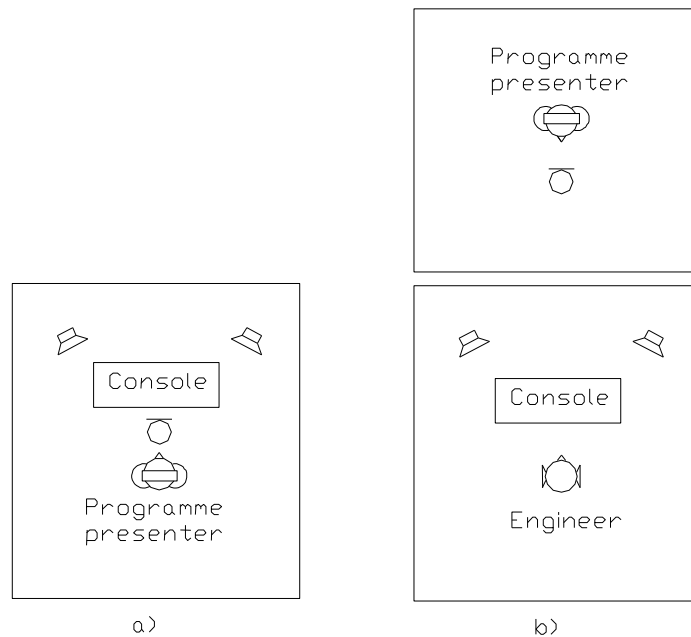 Programme
presenter
Console
Programme
presenter
a)
Console
Engineer
b)